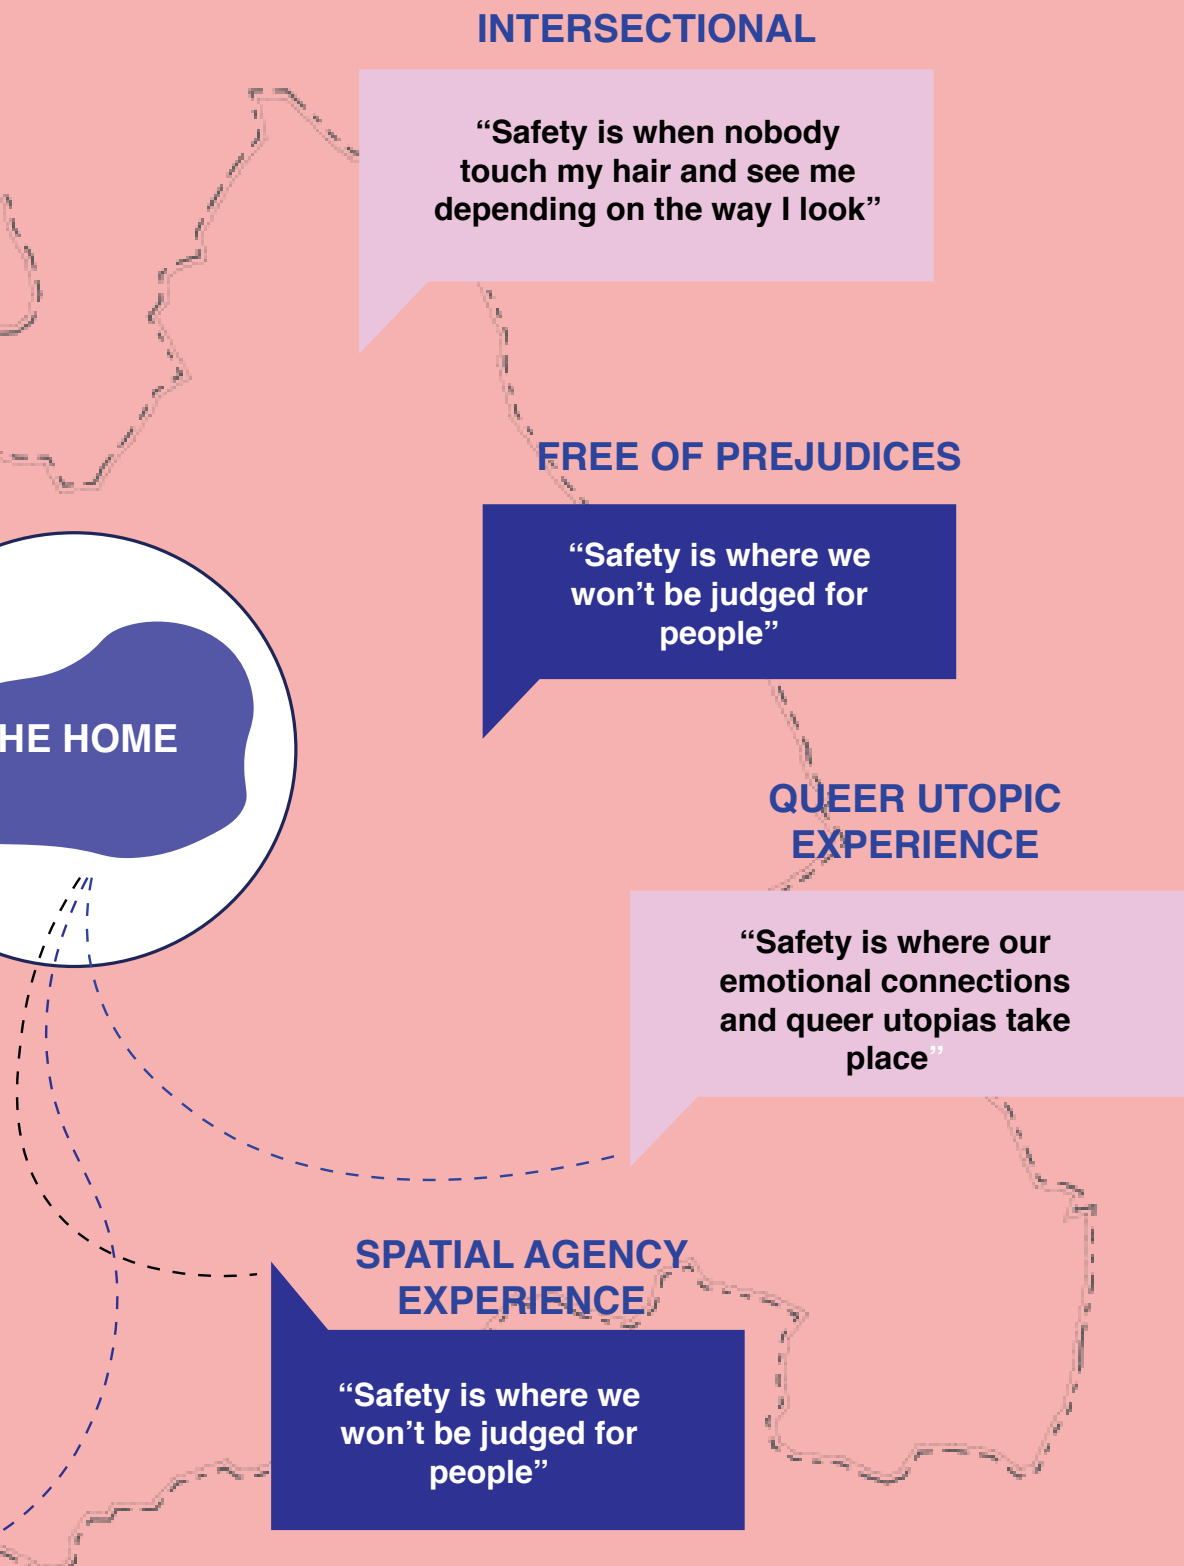 INTERSECTIONAL
“Safety is when nobody
touch my hair and see me
depending on the way I look”
FREE OF PREJUDICES
“Safety is where we
won’t be judged for
people”
HE HOME
QUEER UTOPIC
EXPERIENCE
“Safety is where our
emotional connections
and queer utopias take
place”
SPATIAL AGENCY
EXPERIENCE
“Safety is where we
won’t be judged for
people”